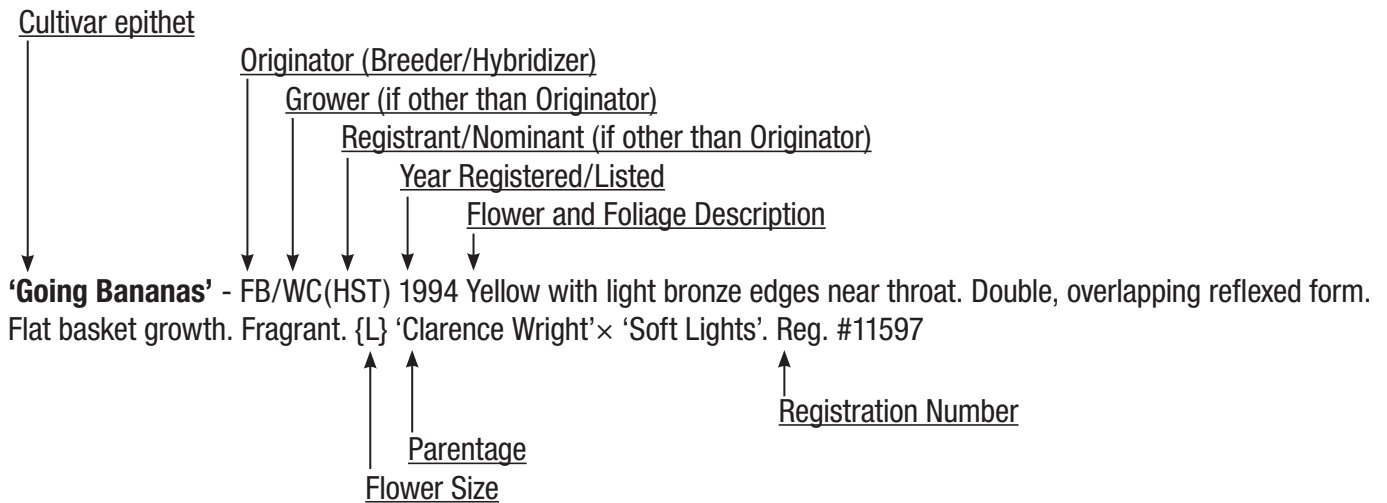 Cultivar epithet
Originator (Breeder/Hybridizer)
Grower (if other than Originator)
Registrant/Nominant (if other than Originator)
Year Registered/Listed
Flower and Foliage Description
‘Going Bananas’ - FB/WC(HST) 1994 Yellow with light bronze edges near throat. Double, overlapping reflexed form.
Flat basket growth. Fragrant. {L} ‘Clarence Wright’× ‘Soft Lights’. Reg. #11597
Registration Number
Parentage
Flower Size